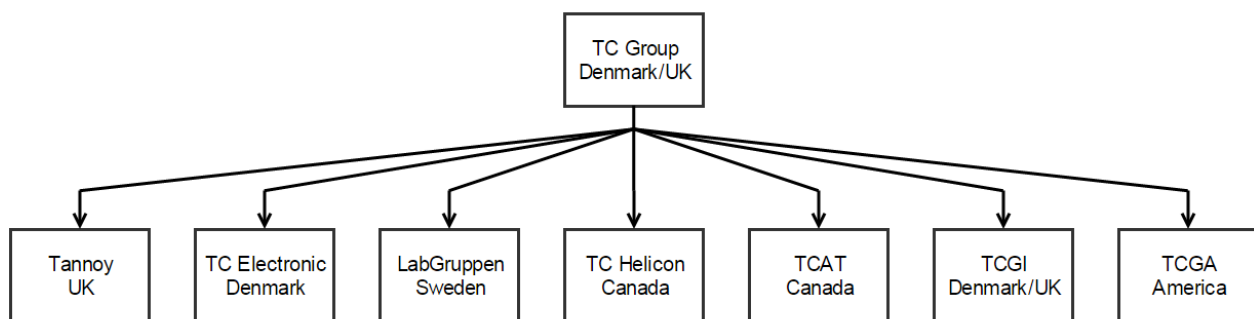 TC Group
Denmark/UK
Tannoy
UK
TC Electronic
Denmark
LabGruppen
Sweden
TC Helicon
Canada
TCAT
Canada
TCGI
Denmark/UK
TCGA
America